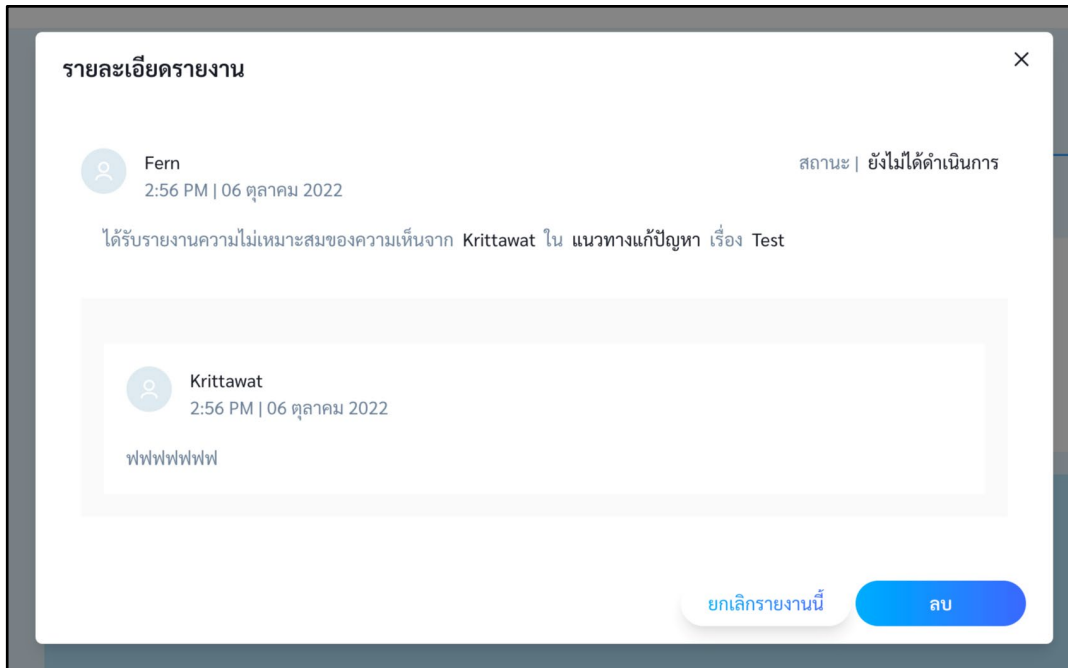 รายละเอียดรายงาน
Fern
สถานะ | ยังไม่ได้ดำเนินการ
2:56 PM | 06 ตุลาคม 2022
ได้รับรายงานความไม่เหมาะสมของความเห็นจาก Krittawat ใน แนวทางแก้ปัญหา เรื่อง Test
Krittawat
2:56 PM | 06 ตุลาคม 2022
ฟฟฟฟฟฟฟ
ยกเลิกรายงานนี้ ลบ